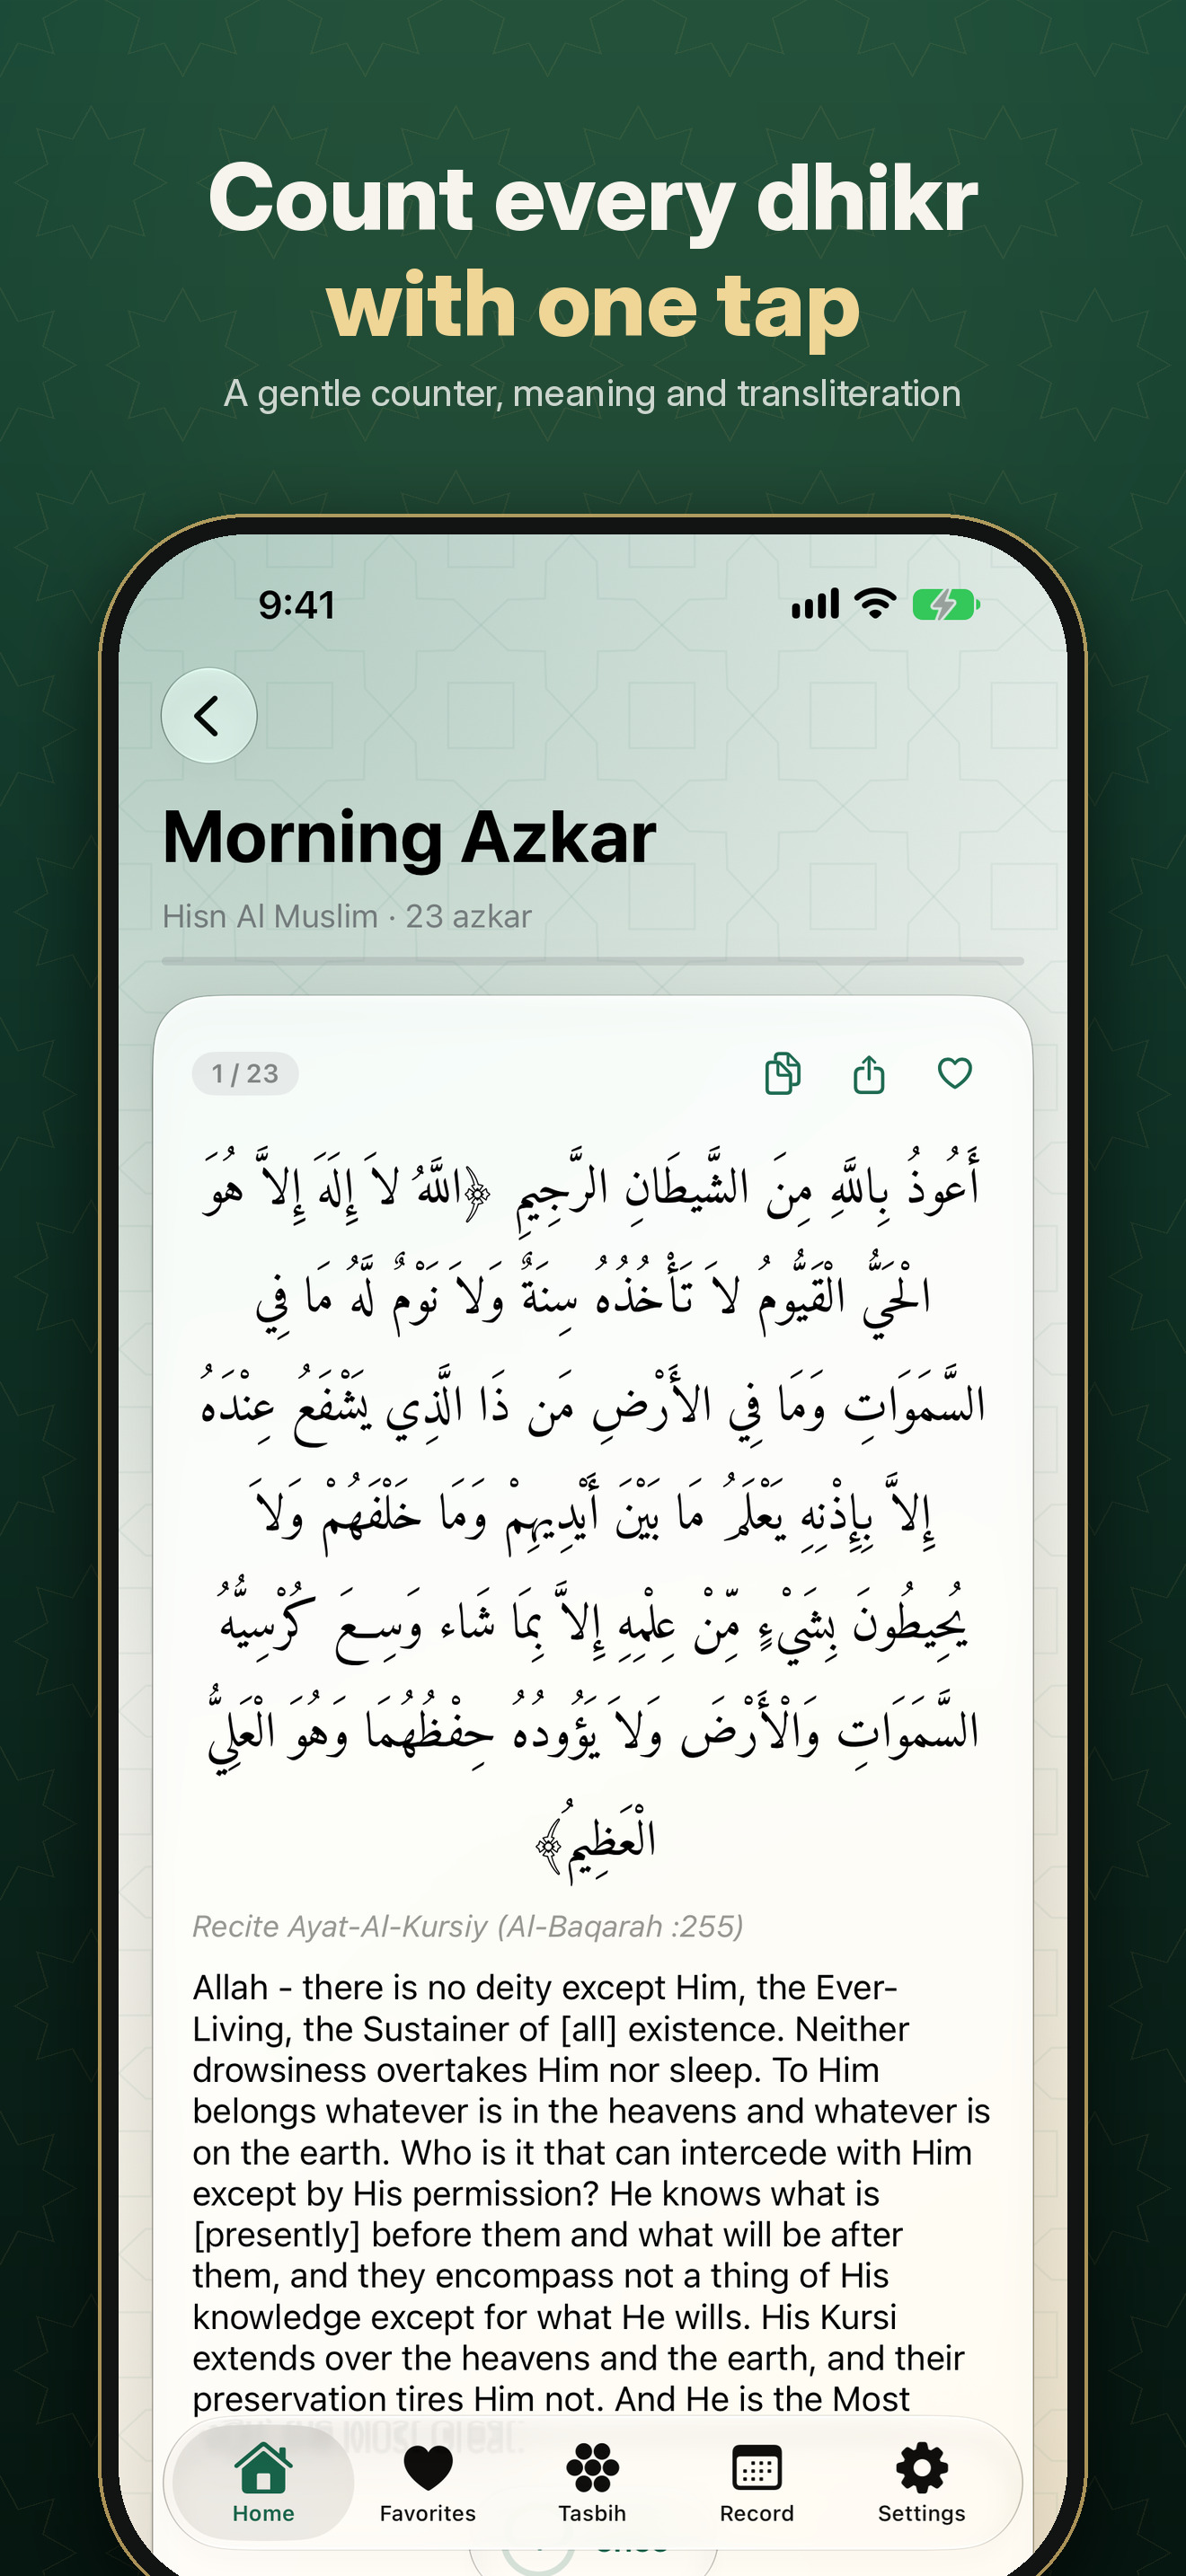 Count every dhikr
with one tap
A gentle counter, meaning and transliteration
9:41
Morning Azkar
Hisn Al Muslim · 23 azkar
1 / 23
أَعُوذُ بِاللَّهِ مِنَ الشَّيطَانِ الرَّجِيمِ ﴿اللَّهُ لاَ إِلَهَ إِلاَّ هُوَ
الْحَيُّ الْقَيُّومُ لاَ تَأْخُذُهُ سِنَةٌ وَلاَ نَوْمٌ لَّهُ مَا فِي
السَّمَوَاتِ وَمَا فِي الأَرْضِ مَن ذَا الَّذِي يَشْفَعُ عِنْدَهُ
إِلاَّ بِإِذْنِهِ يَعْلَمُ مَا بَيْنَ أَيْدِيهِمْ وَمَا خَلْفَهُمْ وَلاَ
يُحِيطُونَ بِشَيْءٍ مِّنْ عِلْمِهِ إِلاَّ بِمَا شَاء وَسِعَ كُرْسِيُّهُ
السَّمَوَاتِ وَالْأَرْضَ وَلاَ يَؤُودُهُ حِفْظُهُمَا وَهُوَ الْعَلِيُّ
الْعَظِيمُ﴾
Recite Ayat-Al-Kursiy (Al-Baqarah :255)
Allah - there is no deity except Him, the Ever-
Living, the Sustainer of [all] existence. Neither
drowsiness overtakes Him nor sleep. To Him
belongs whatever is in the heavens and whatever is
on the earth. Who is it that can intercede with Him
except by His permission? He knows what is
[presently] before them and what will be after
them, and they encompass not a thing of His
knowledge except for what He wills. His Kursi
extends over the heavens and the earth, and their
preservation tires Him not. And He is the Most
Home
Favorites
Tasbih
Record
Settings